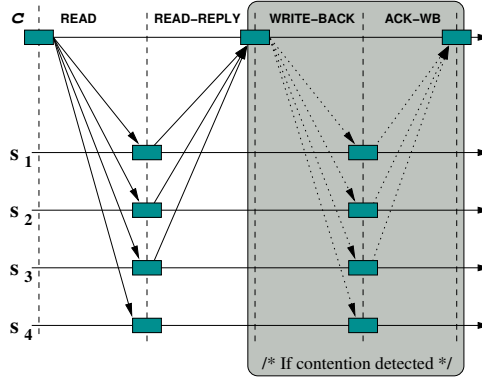 c READ READ–REPLY WRITE–BACK ACK–WB
s 1
s 2
s 3
s 4
/* If contention detected */